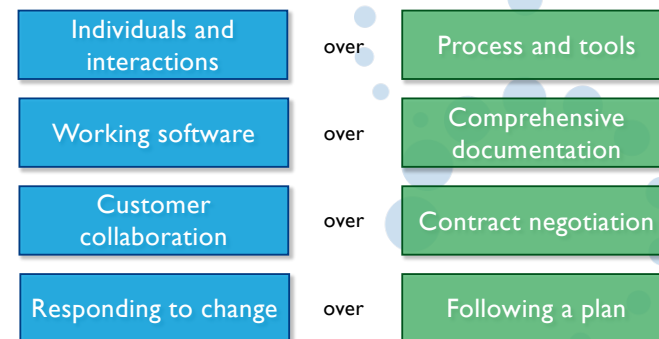 Individuals and
interactions
over
Process and tools
Working software
over
Comprehensive
documentation
Customer
collaboration
over
Contract negotiation
Responding to change
over
Following a plan